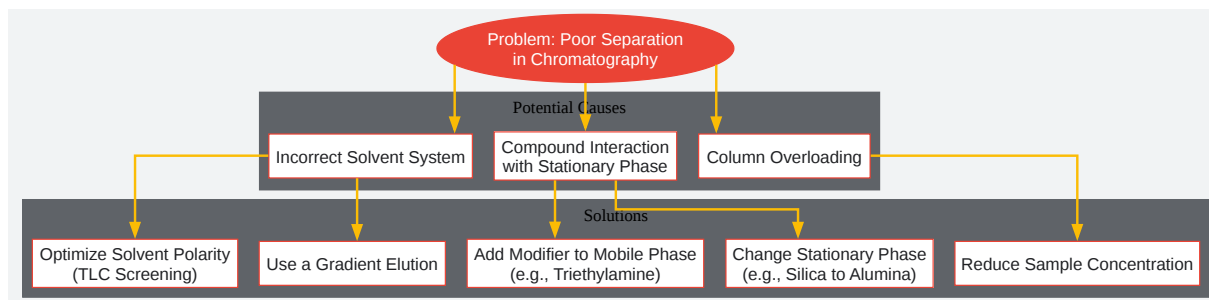 Problem: Poor Separation
in Chromatography
Potential Causes
Incorrect Solvent System
Compound Interaction
with Stationary Phase
Column Overloading
Solutions
Optimize Solvent Polarity
(TLC Screening)
Use a Gradient Elution
Add Modifier to Mobile Phase
(e.g., Triethylamine)
Change Stationary Phase
(e.g., Silica to Alumina)
Reduce Sample Concentration